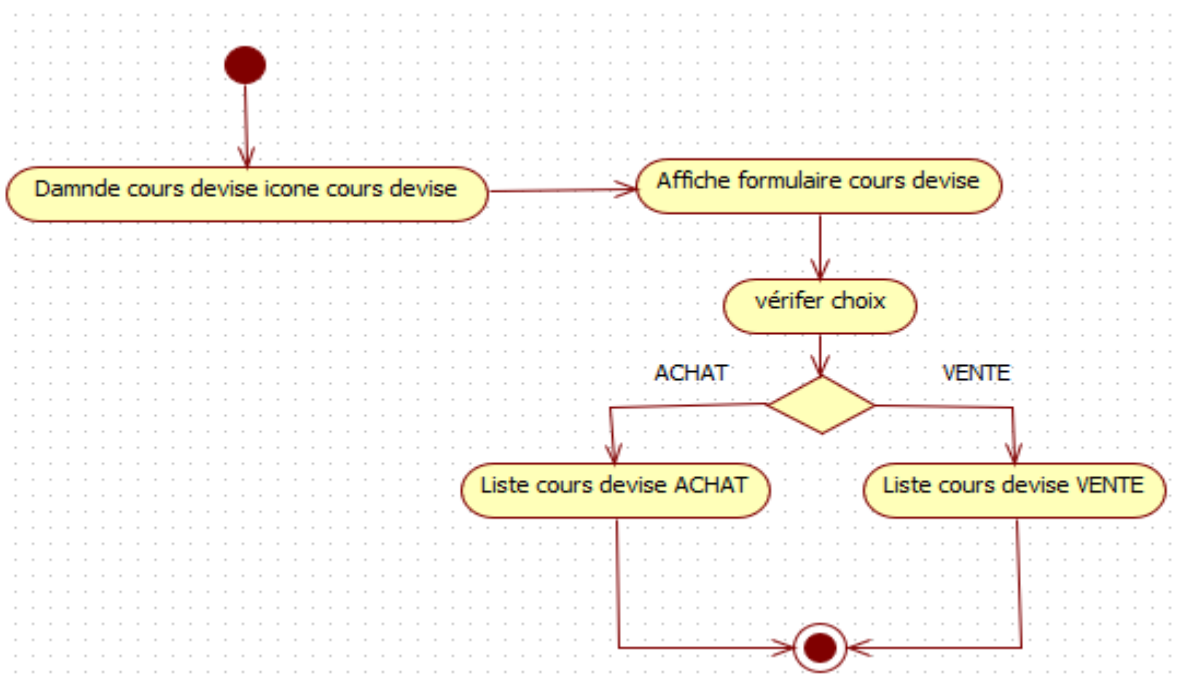 Damnde cours devise icone cours devise
Affiche formulaire cours devise
vérifer choix
ACHAT
VENTE
Liste cours devise ACHAT
Liste cours devise VENTE